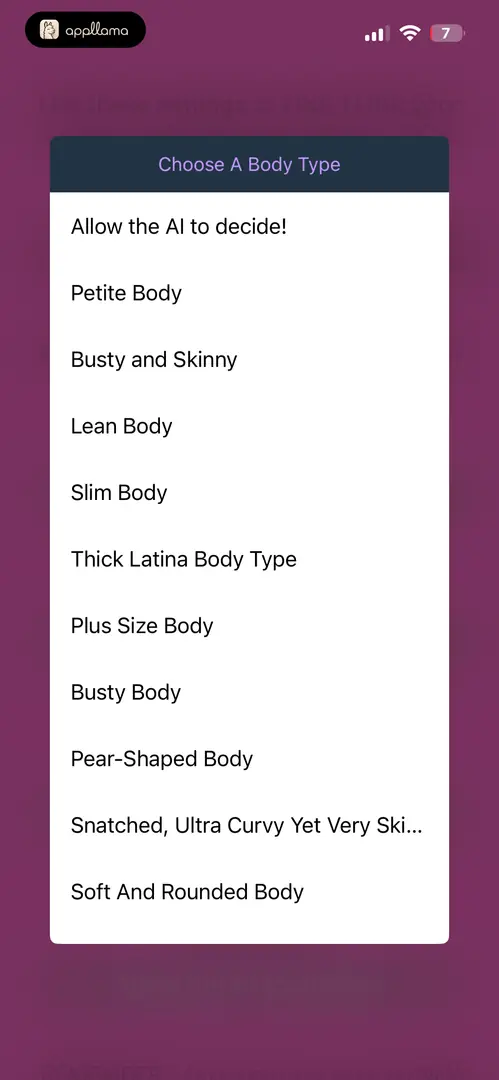 appllama
7
Choose A Body Type
Allow the AI to decide!
Petite Body
Busty and Skinny
Lean Body
Slim Body
Thick Latina Body Type
Plus Size Body
Busty Body
Pear-Shaped Body
Snatched, Ultra Curvy Yet Very Ski...
Soft And Rounded Body